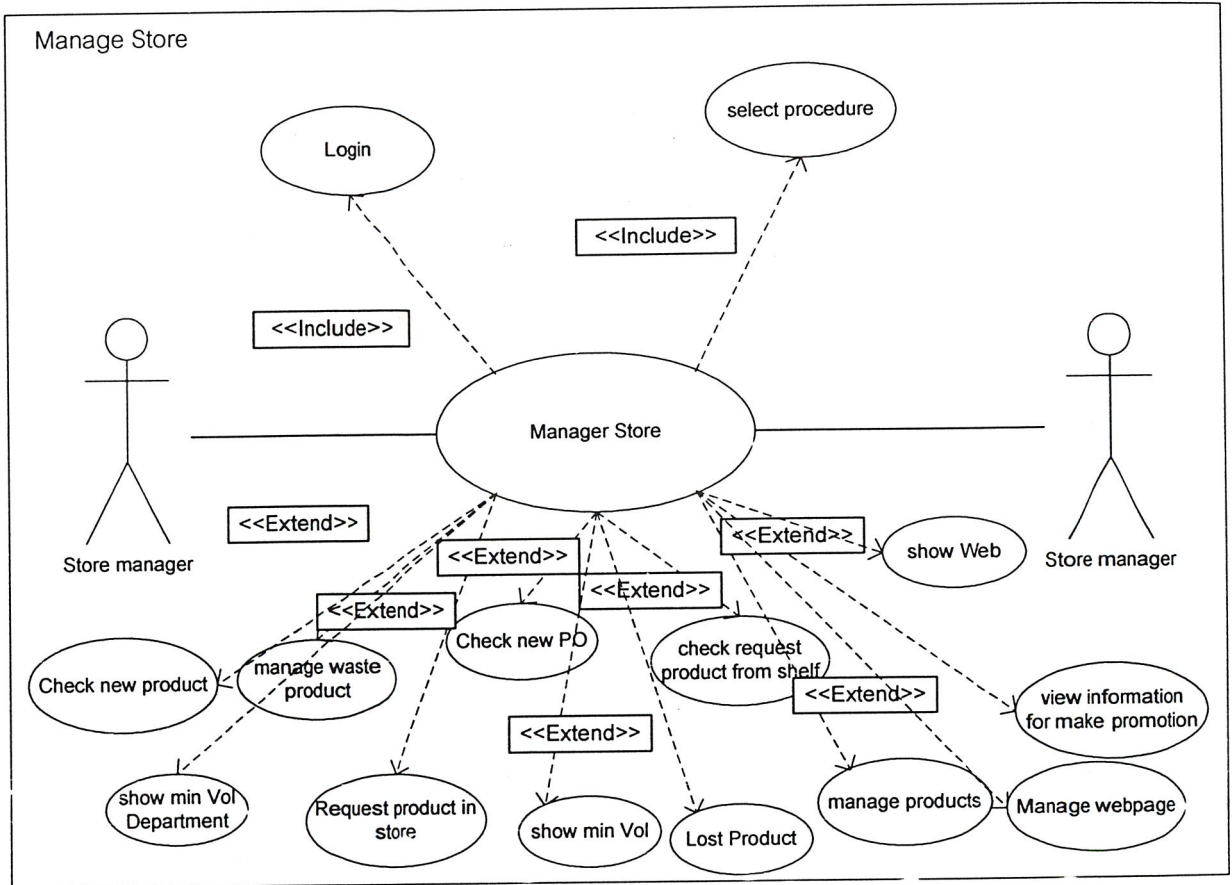 Manage Store
select procedure
Login
<<Include>>
<<Include>>
Manager Store
Store manager
Store manager
<<Extend>>
<<Extend>>
<<Extend>>
show Web
<<Extend>>
<<Extend>>
Check new PO
check request
product from shelf
Check new product
manage waste
product
<<Extend>>
view information
for make promotion
<<Extend>>
show min Vol
Department
Request product in
store
show min Vol
Lost Product
manage products
Manage webpage